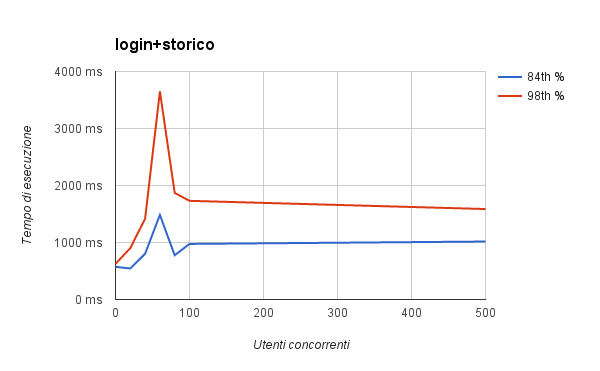 login+storico
4000 ms
3000 ms
2000 ms
1000 ms
0 ms
Tempo di esecuzione
0
100
200
300
400
500
Utenti concorrenti
84th %
98th %